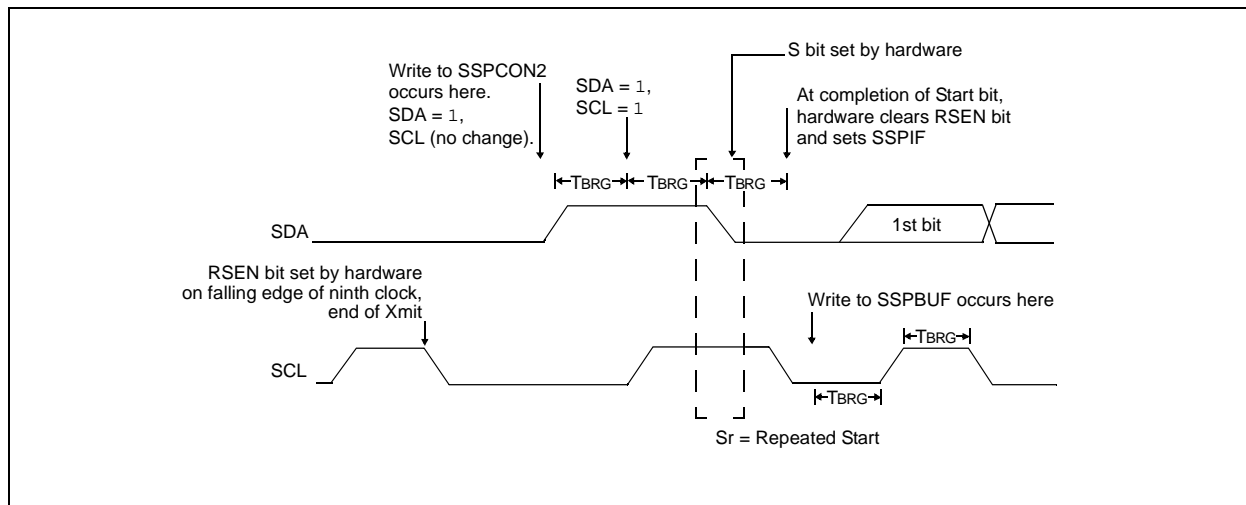 S bit set by hardware
Write to SSPCON2
occurs here.
SDA = 1,
SCL (no change).
SDA = 1,
SCL = 1
At completion of Start bit,
hardware clears RSEN bit
and sets SSPIF
TBRG
TBRG
TBRG
SDA
1st bit
RSEN bit set by hardware
on falling edge of ninth clock,
end of Xmit
Write to SSPBUF occurs here
TBRG
SCL
TBRG
Sr = Repeated Start